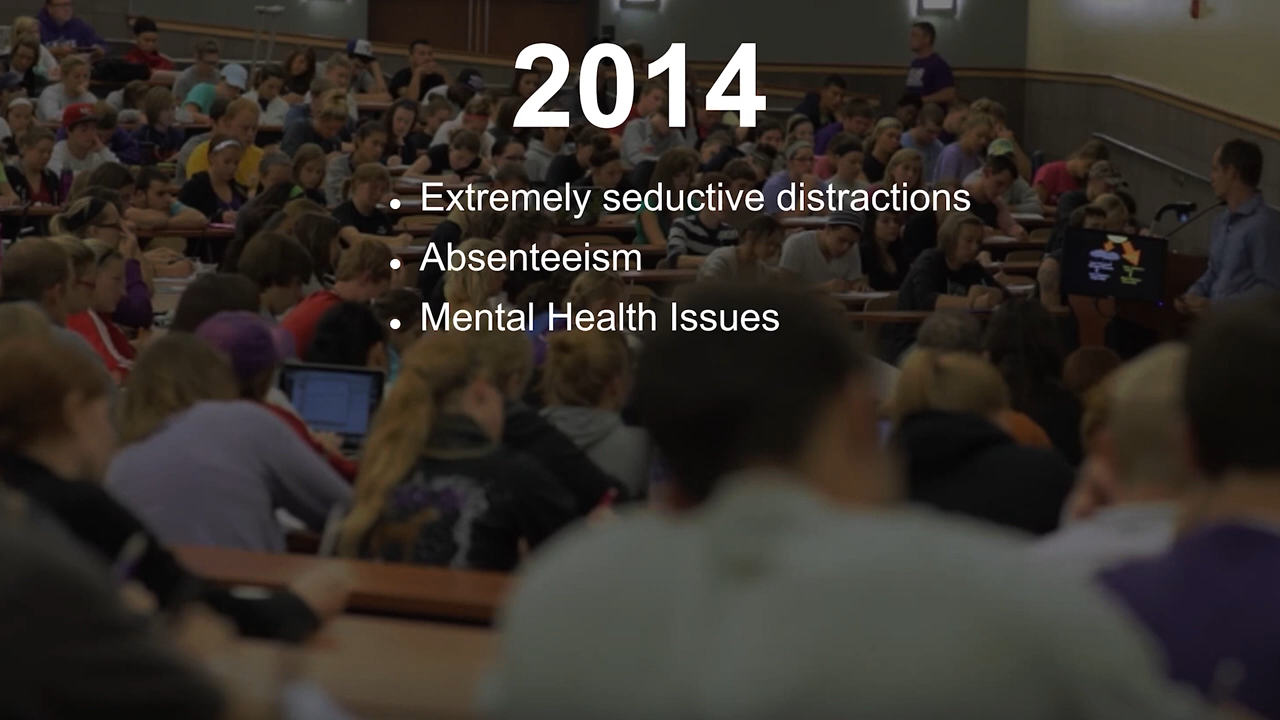 2014
• Extremely seductive distractions
• Absenteeism
• Mental Health Issues